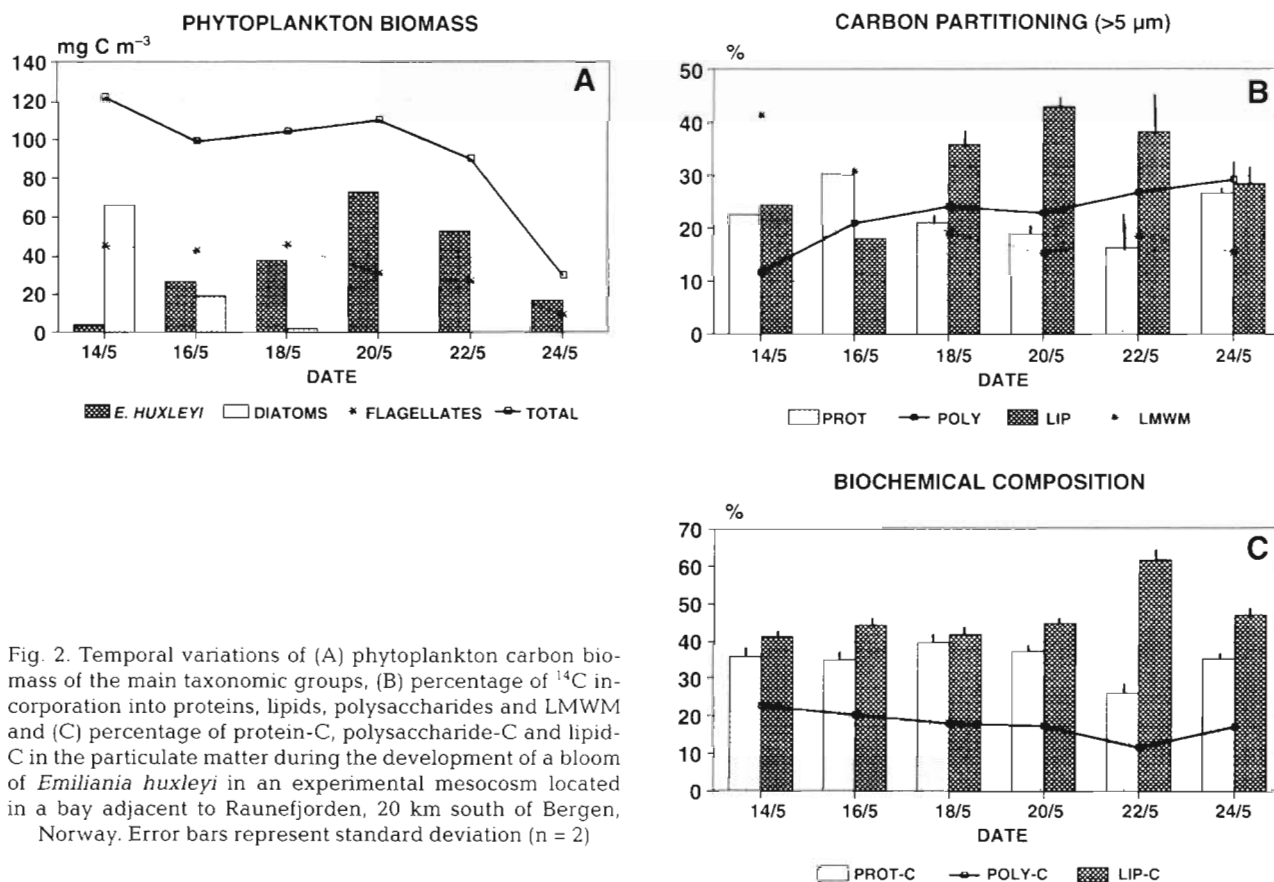 PHYTOPLANKTON BIOMASS
mg C m⁻³
A
140
120
100
80
60
40
20
0
14/5 16/5 18/5 20/5 22/5 24/5
DATE
E. HUXLEYI DIATOMS FLAGELLATES TOTAL
CARBON PARTITIONING (>5 µm)
%
B
50
40
30
20
10
0
14/5 16/5 18/5 20/5 22/5 24/5
DATE
PROT POLY LIP LMWM
BIOCHEMICAL COMPOSITION
%
C
70
60
50
40
30
20
10
0
14/5 16/5 18/5 20/5 22/5 24/5
DATE
PROT-C POLY-C LIP-C
Fig. 2. Temporal variations of (A) phytoplankton carbon bio-
mass of the main taxonomic groups, (B) percentage of ¹⁴C in-
corporation into proteins, lipids, polysaccharides and LMWM
and (C) percentage of protein-C, polysaccharide-C and lipid-
C in the particulate matter during the development of a bloom
of Emiliania huxleyi in an experimental mesocosm located
in a bay adjacent to Raunefjorden, 20 km south of Bergen,
Norway. Error bars represent standard deviation (n = 2)